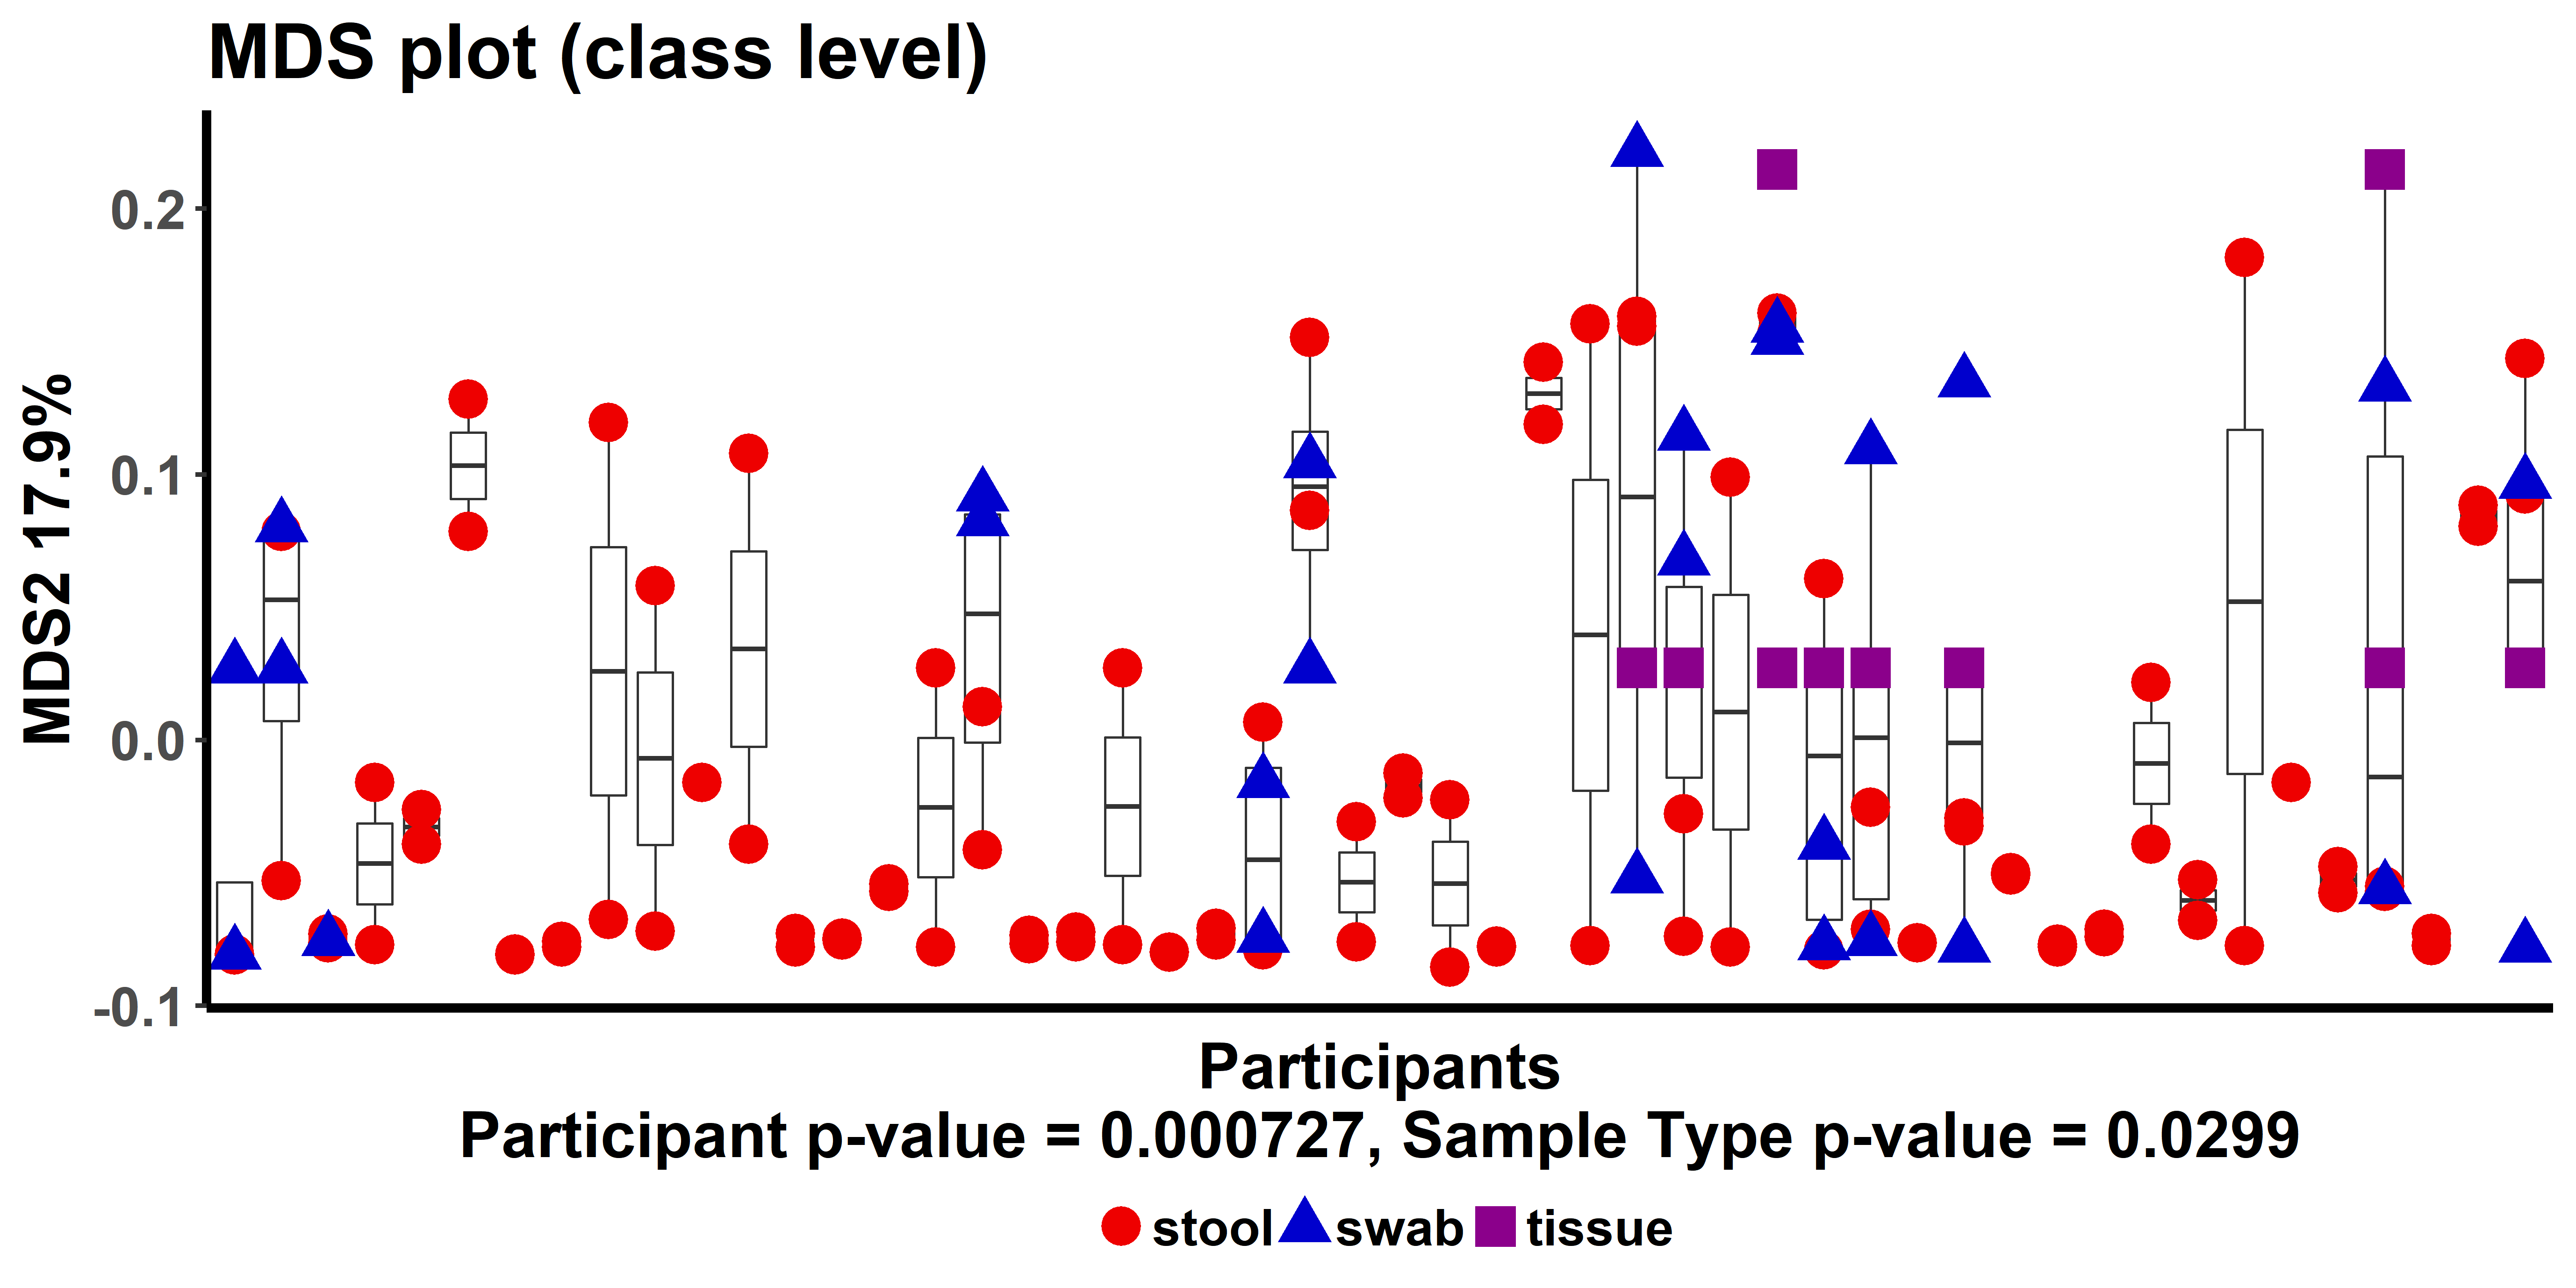 MDS plot (class level)
MDS2 17.9%
0.2
0.1
0.0
-0.1
Participants
Participant p-value = 0.000727, Sample Type p-value = 0.0299
stool swab tissue